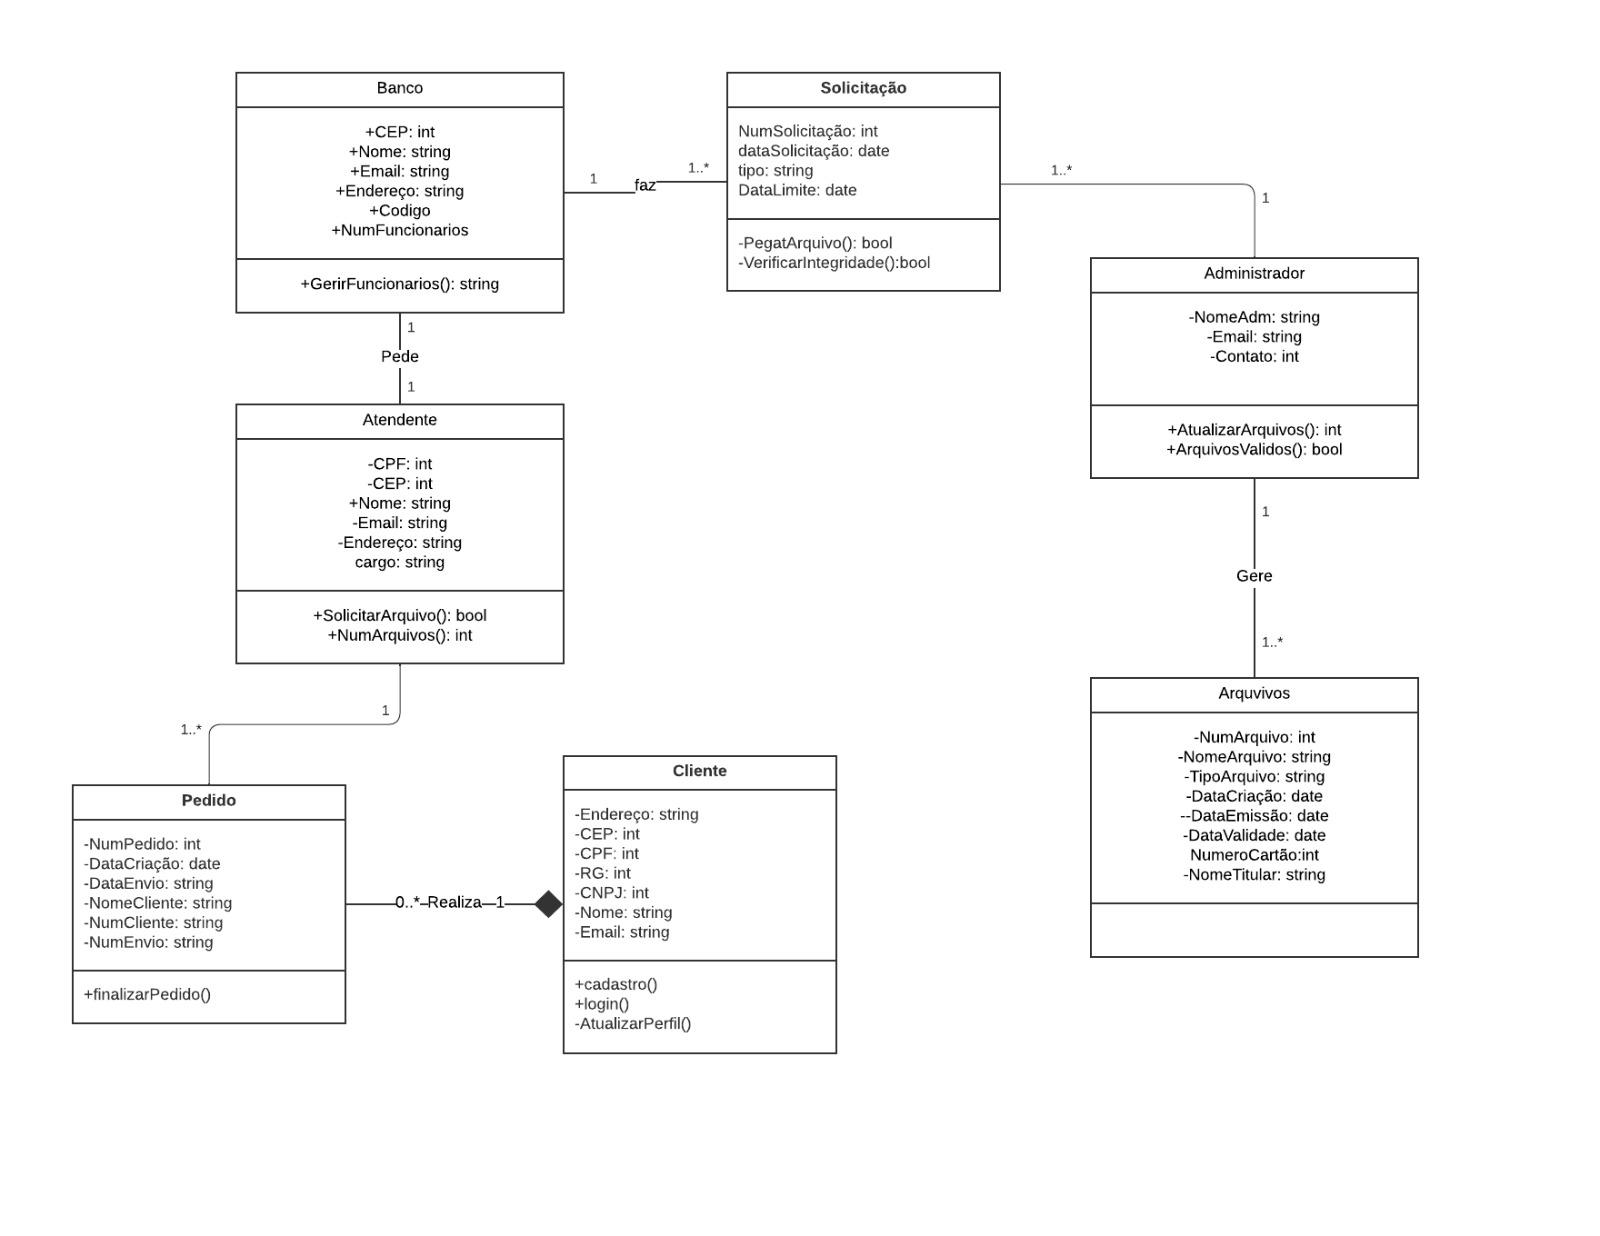 Banco
+CEP: int
+Nome: string
+Email: string
+Endereço: string
+Codigo
+NumFuncionarios
+GerirFuncionarios(): string
1
faz
1..*
Solicitação
NumSolicitação: int
dataSolicitação: date
tipo: string
DataLimite: date
-PegatArquivo(): bool
-VerificarIntegridade():bool
1..*
1
Administrador
-NomeAdm: string
-Email: string
-Contato: int
+AtualizarArquivos(): int
+ArquivosValidos(): bool
1
Pede
1
Atendente
-CPF: int
-CEP: int
+Nome: string
-Email: string
-Endereço: string
cargo: string
+SolicitarArquivo(): bool
+NumArquivos(): int
1
Gere
1..*
Arquvivos
-NumArquivo: int
-NomeArquivo: string
-TipoArquivo: string
-DataCriação: date
--DataEmissão: date
-DataValidade: date
NumeroCartão:int
-NomeTitular: string
1
1..*
Pedido
-NumPedido: int
-DataCriação: date
-DataEnvio: string
-NomeCliente: string
-NumCliente: string
-NumEnvio: string
+finalizarPedido()
0..* Realiza 1
Cliente
-Endereço: string
-CEP: int
-CPF: int
-RG: int
-CNPJ: int
-Nome: string
-Email: string
+cadastro()
+login()
-AtualizarPerfil()